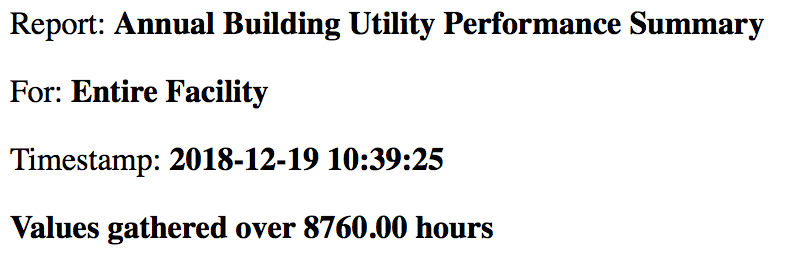 Report: Annual Building Utility Performance Summary
For: Entire Facility
Timestamp: 2018-12-19 10:39:25
Values gathered over 8760.00 hours